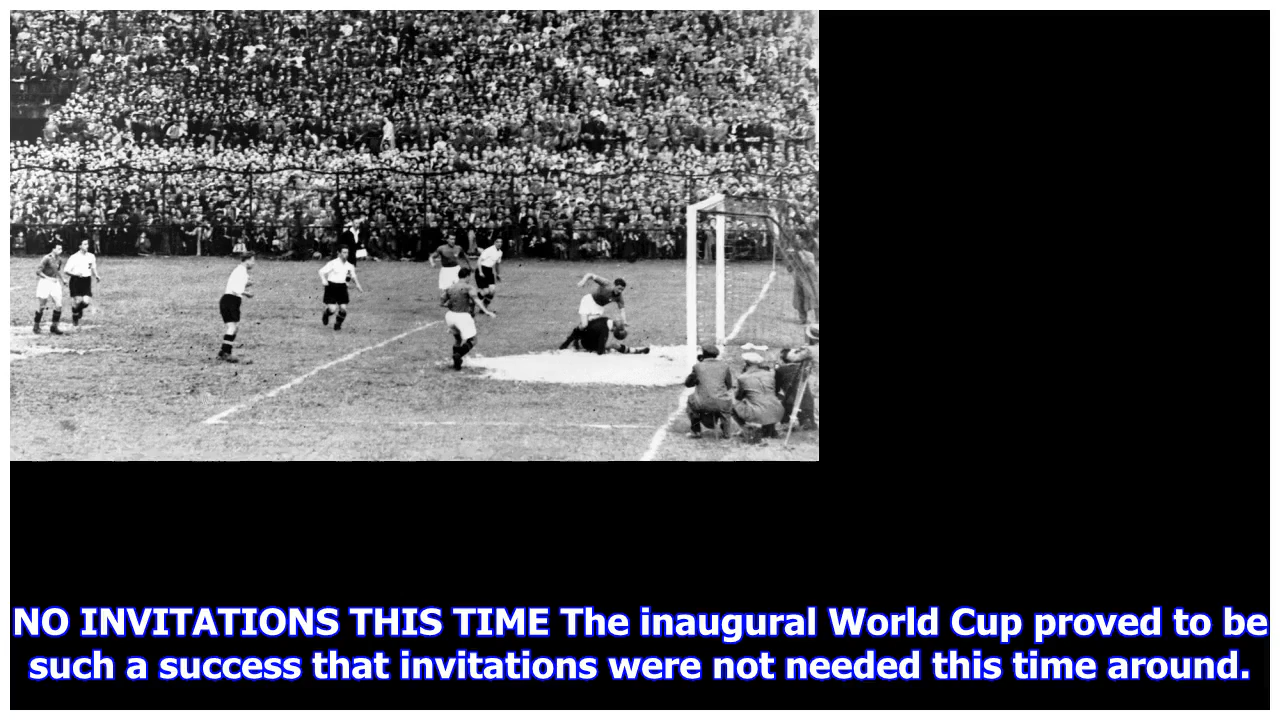 NO INVITATIONS THIS TIME The inaugural World Cup proved to be
such a success that invitations were not needed this time around.